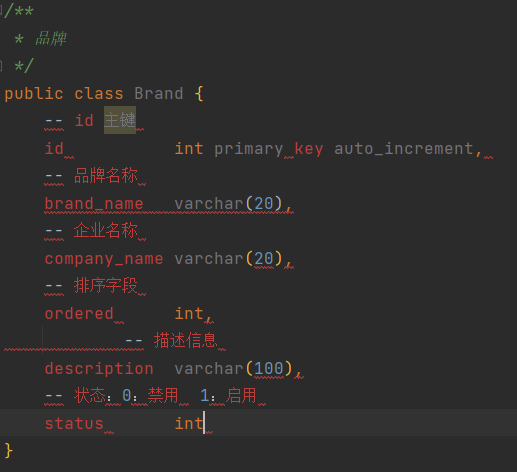 /**
 * 品牌
 */
public class Brand {
    -- id 主键
    id           int primary key auto_increment,
    -- 品牌名称
    brand_name   varchar(20),
    -- 企业名称
    company_name varchar(20),
    -- 排序字段
    ordered      int,
            -- 描述信息
    description  varchar(100),
    -- 状态：0：禁用  1：启用
    status       int
}